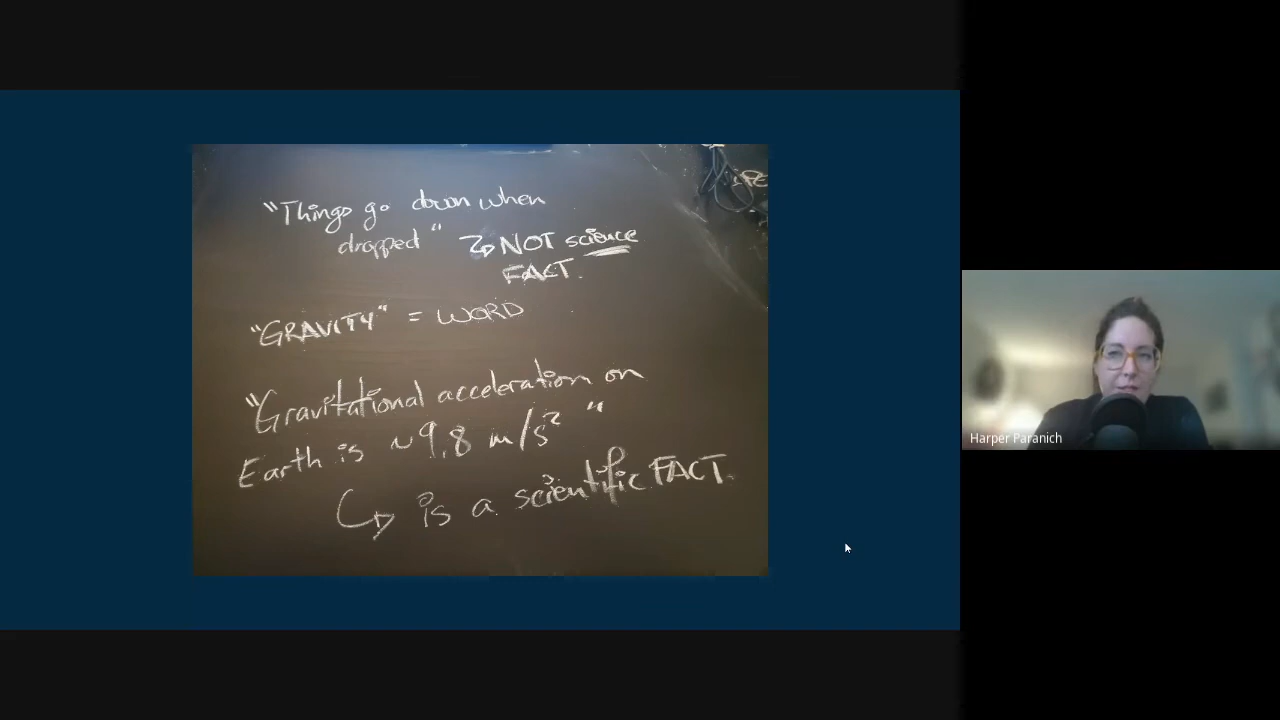 "Things go down when
dropped" ↳ NOT science
FACT.
"GRAVITY" = WORD
"Gravitational acceleration on
Earth is ~9.8 m/s² "
↳ is a scientific FACT.
Harper Paranich